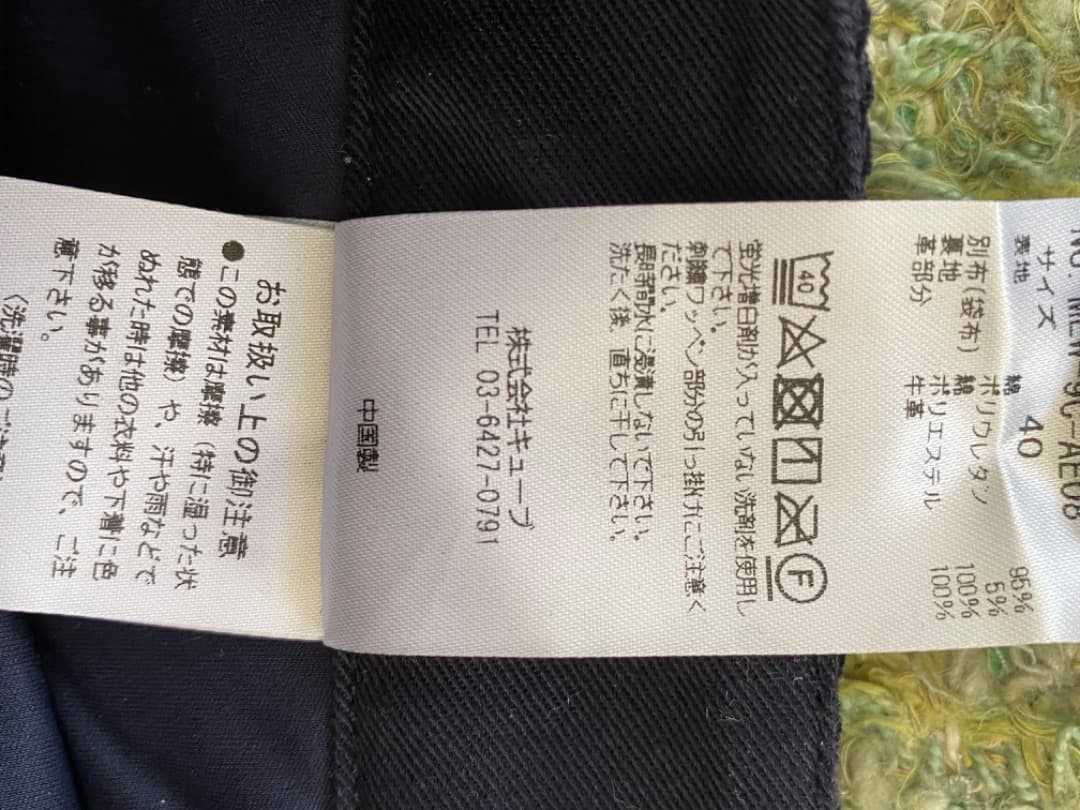 サイズ 40
表地 綿 95%
ポリウレタン 5%
別布(袋布) 綿 100%
裏地 ポリエステル 100%
革部分 牛革
40
F
蛍光増白剤が入っていない洗剤を使用し
て下さい。
刺繍ワッペン部分の引っ掛けにご注意く
ださい。
長時間水に浸漬しないで下さい。
洗たく後、直ちに干して下さい。
株式会社キューブ
TEL 03-6427-0791
中国製
お取扱い上の御注意
●この素材は摩擦(特に湿った状
態での摩擦)や、汗や雨などで
ぬれた時は他の衣料や下着に色
が移る事がありますので、ご注
意下さい。